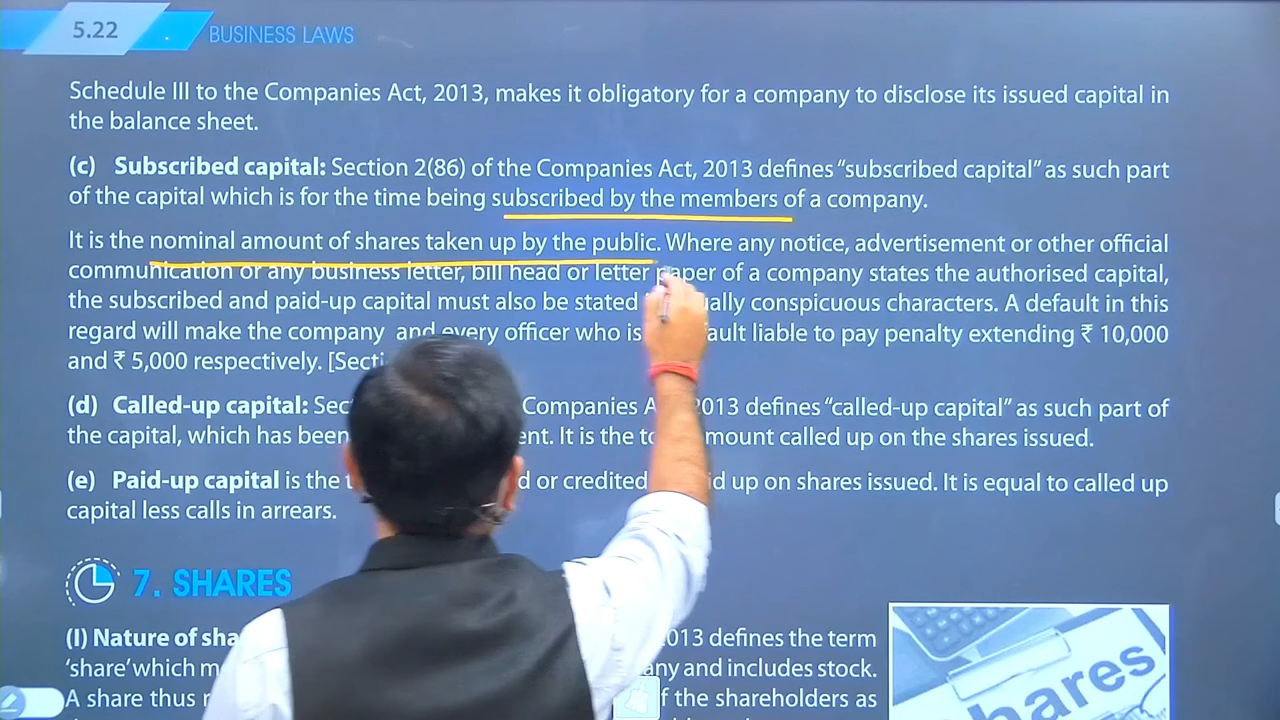 5.22 BUSINESS LAWS
Schedule III to the Companies Act, 2013, makes it obligatory for a company to disclose its issued capital in
the balance sheet.
(c) Subscribed capital: Section 2(86) of the Companies Act, 2013 defines “subscribed capital” as such part
of the capital which is for the time being subscribed by the members of a company.
It is the nominal amount of shares taken up by the public. Where any notice, advertisement or other official
communication or any business letter, bill head or letter paper of a company states the authorised capital,
the subscribed and paid-up capital must also be stated conspicuous characters. A default in this
regard will make the company and every officer who is liable to pay penalty extending ₹ 10,000
and ₹ 5,000 respectively.
(d) Called-up capital: Companies 2013 defines “called-up capital” as such part of
the capital, which has been It is the amount called up on the shares issued.
(e) Paid-up capital is the or credited up on shares issued. It is equal to called up
capital less calls in arrears.
7. SHARES
(I) Nature of 2013 defines the term
‘share’ which and includes stock.
A share thus of the shareholders as
shares